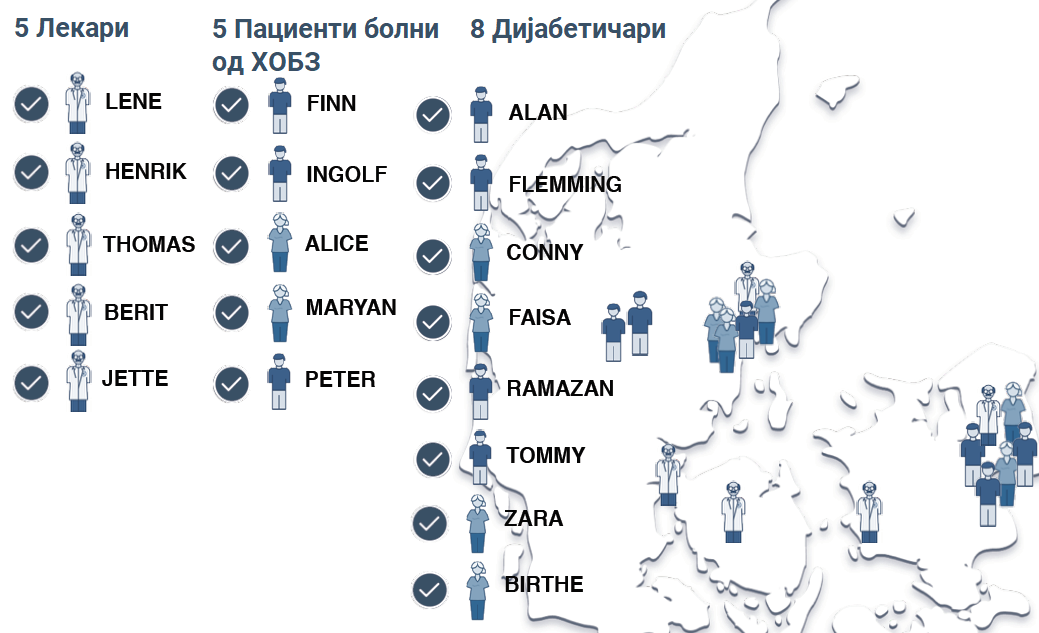 5 Лекари
LENE
HENRIK
THOMAS
BERIT
JETTE
5 Пациенти болни
од ХОБЗ
FINN
INGOLF
ALICE
MARYAN
PETER
8 Дијабетичари
ALAN
FLEMMING
CONNY
FAISA
RAMAZAN
TOMMY
ZARA
BIRTHE